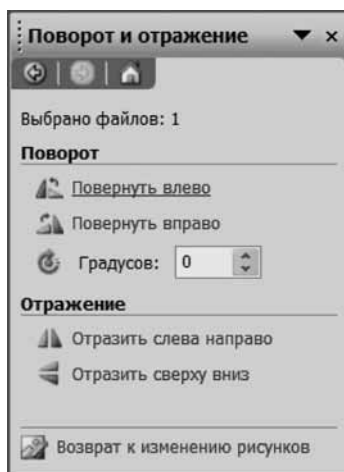 Поворот и отражение
Выбрано файлов: 1
Поворот
Повернуть влево
Повернуть вправо
Градусов: 0
Отражение
Отразить слева направо
Отразить сверху вниз
Возврат к изменению рисунков